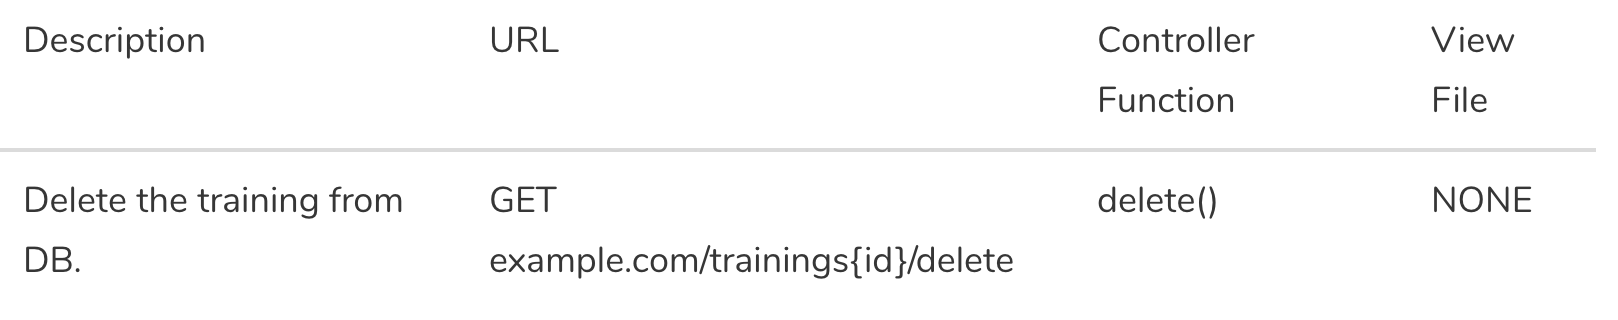 Description
URL
Controller
Function
View
File
Delete the training from
DB.
GET
example.com/trainings{id}/delete
delete()
NONE